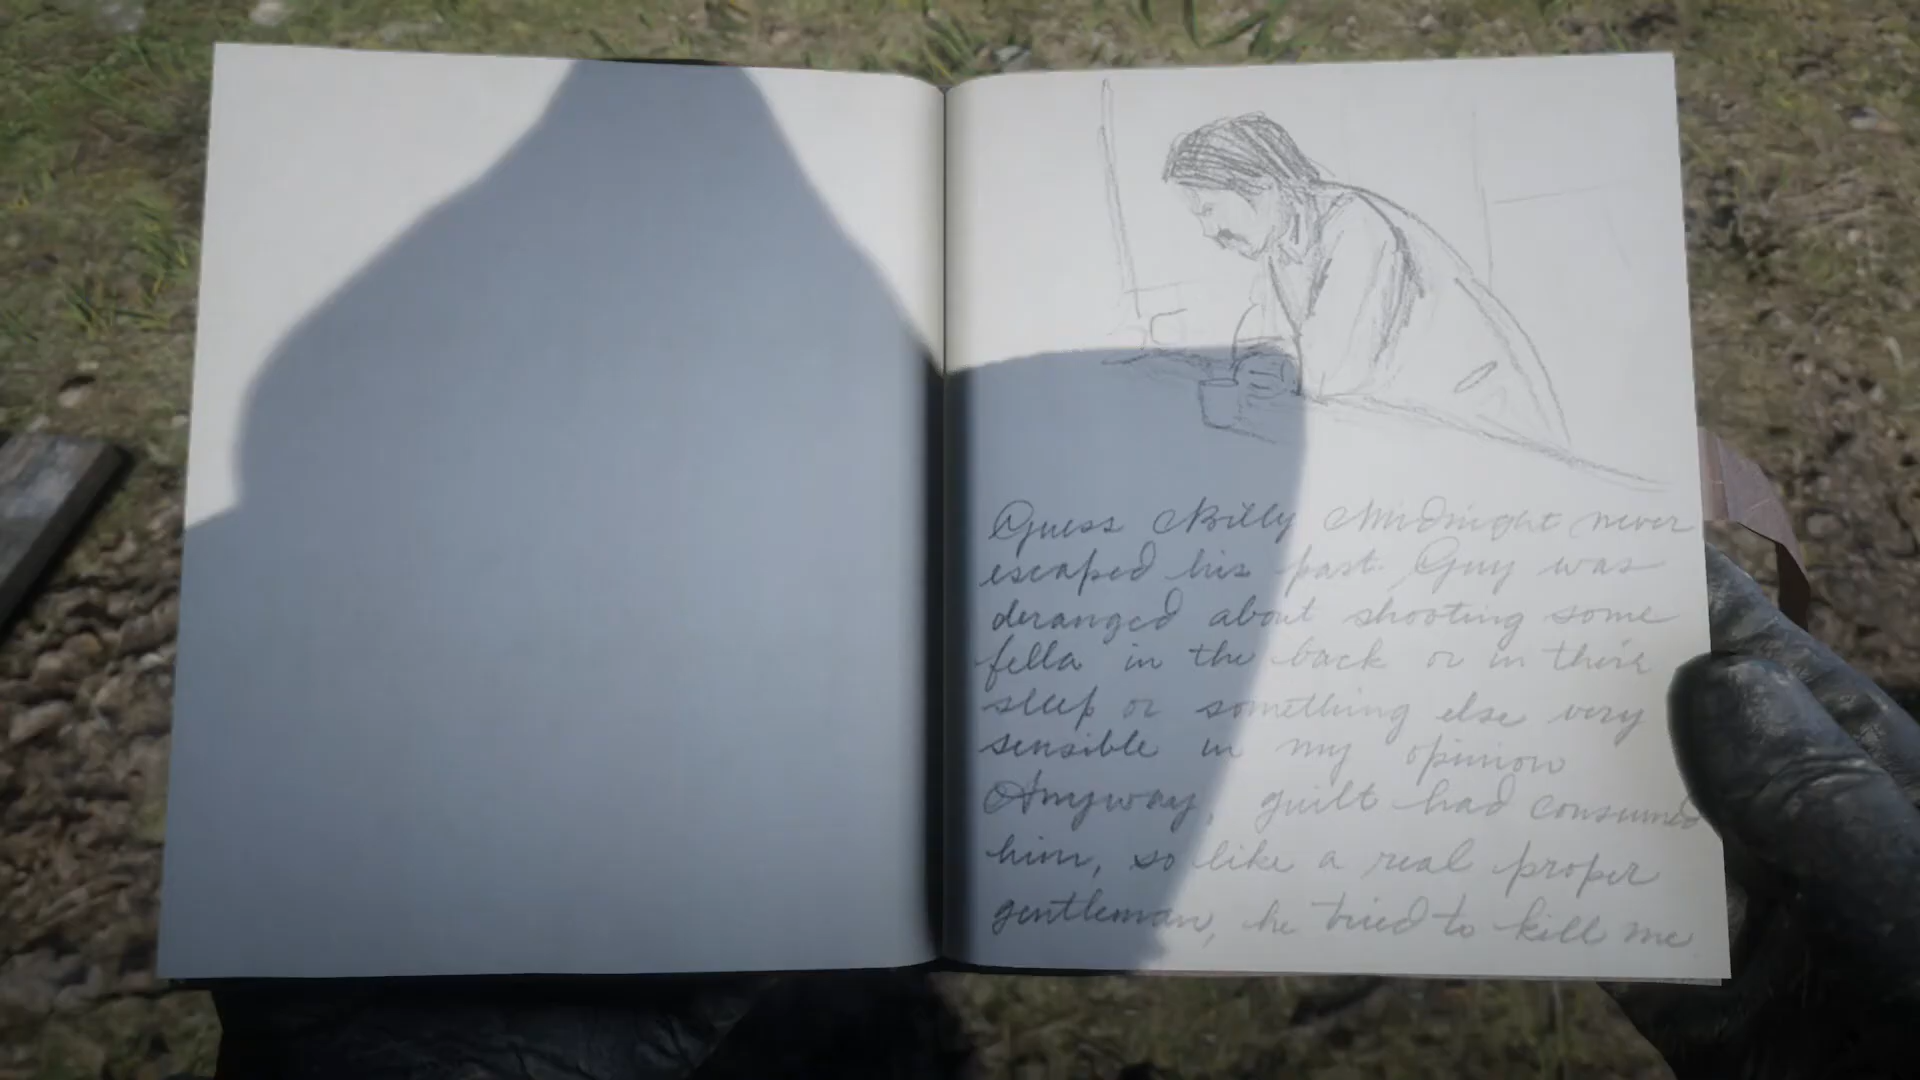 Guess Billy Midnight never
escaped his past. Guy was
deranged about shooting some
fella in the back or in their
sleep or something else very
sensible in my opinion
Anyway, guilt had consumed
him, so like a real proper
gentleman, he tried to kill me